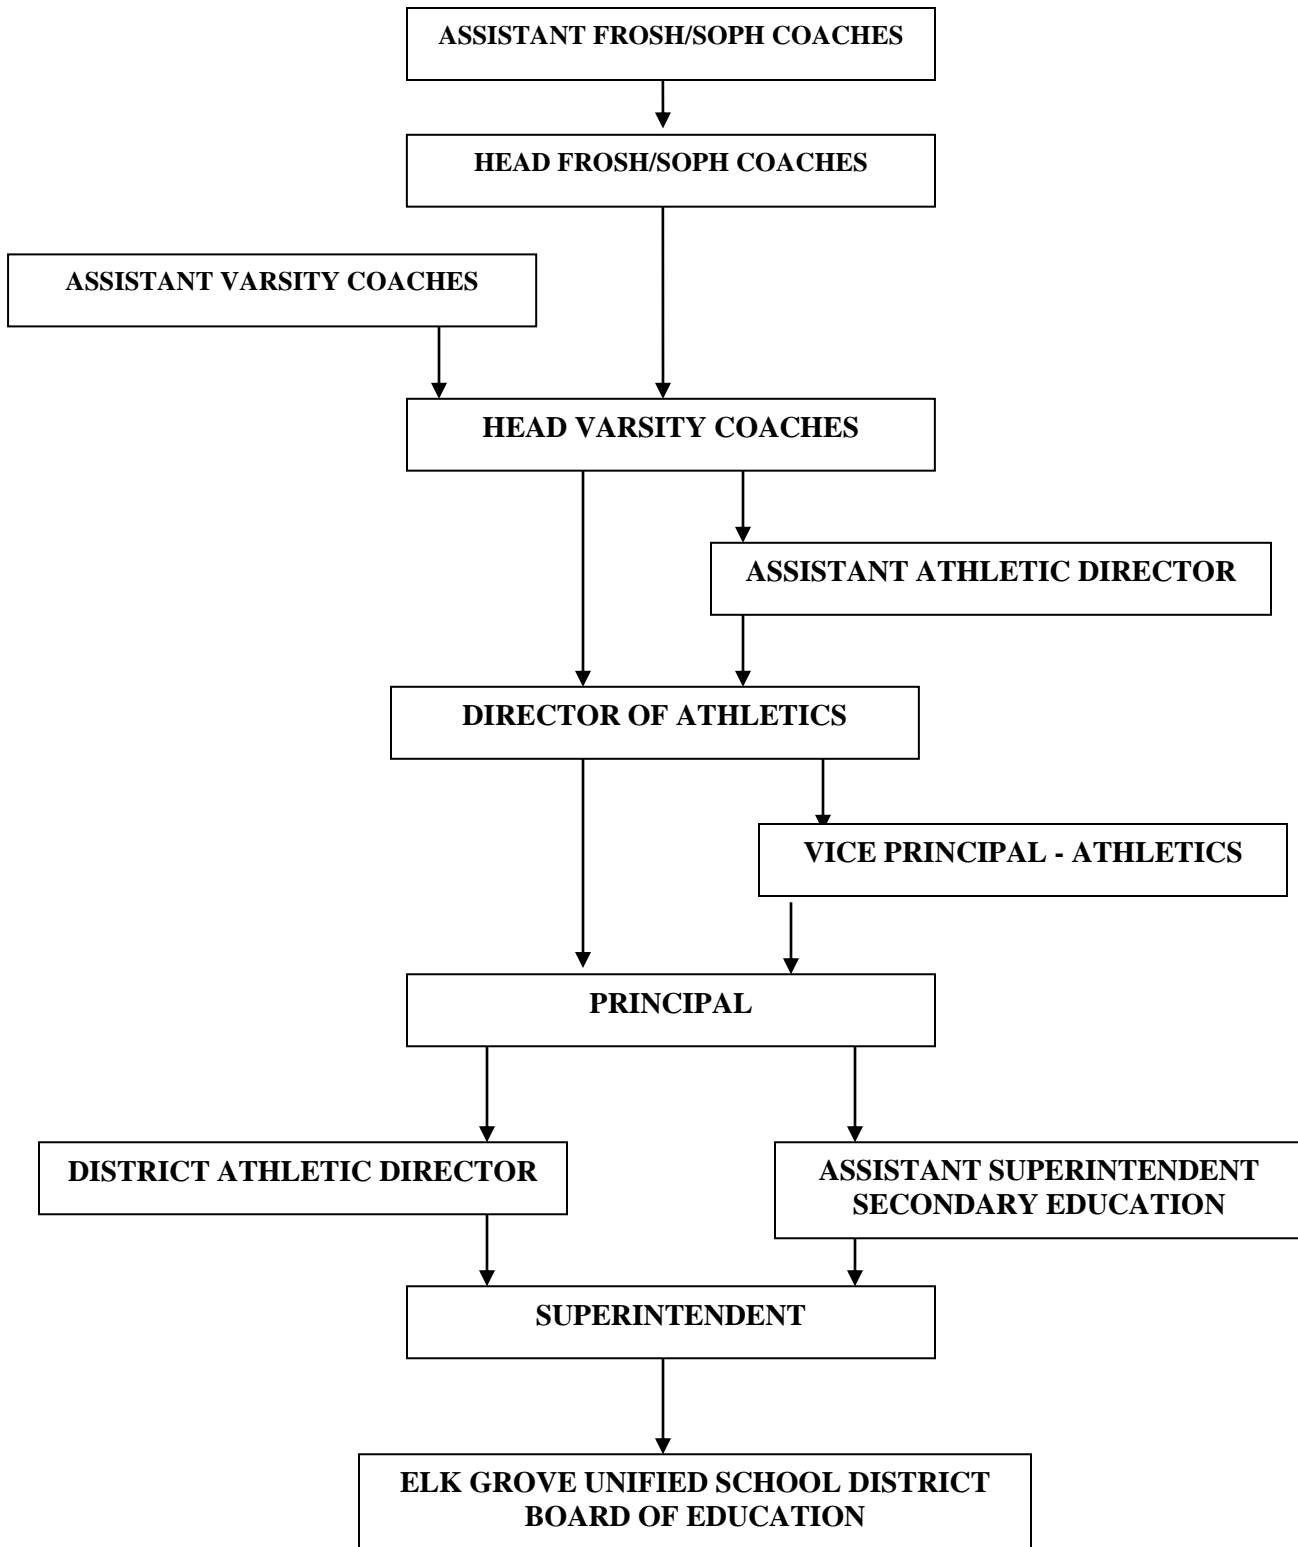 ASSISTANT FROSH/SOPH COACHES
HEAD FROSH/SOPH COACHES
ASSISTANT VARSITY COACHES
HEAD VARSITY COACHES
ASSISTANT ATHLETIC DIRECTOR
DIRECTOR OF ATHLETICS
VICE PRINCIPAL - ATHLETICS
PRINCIPAL
DISTRICT ATHLETIC DIRECTOR
ASSISTANT SUPERINTENDENT
SECONDARY EDUCATION
SUPERINTENDENT
ELK GROVE UNIFIED SCHOOL DISTRICT
BOARD OF EDUCATION